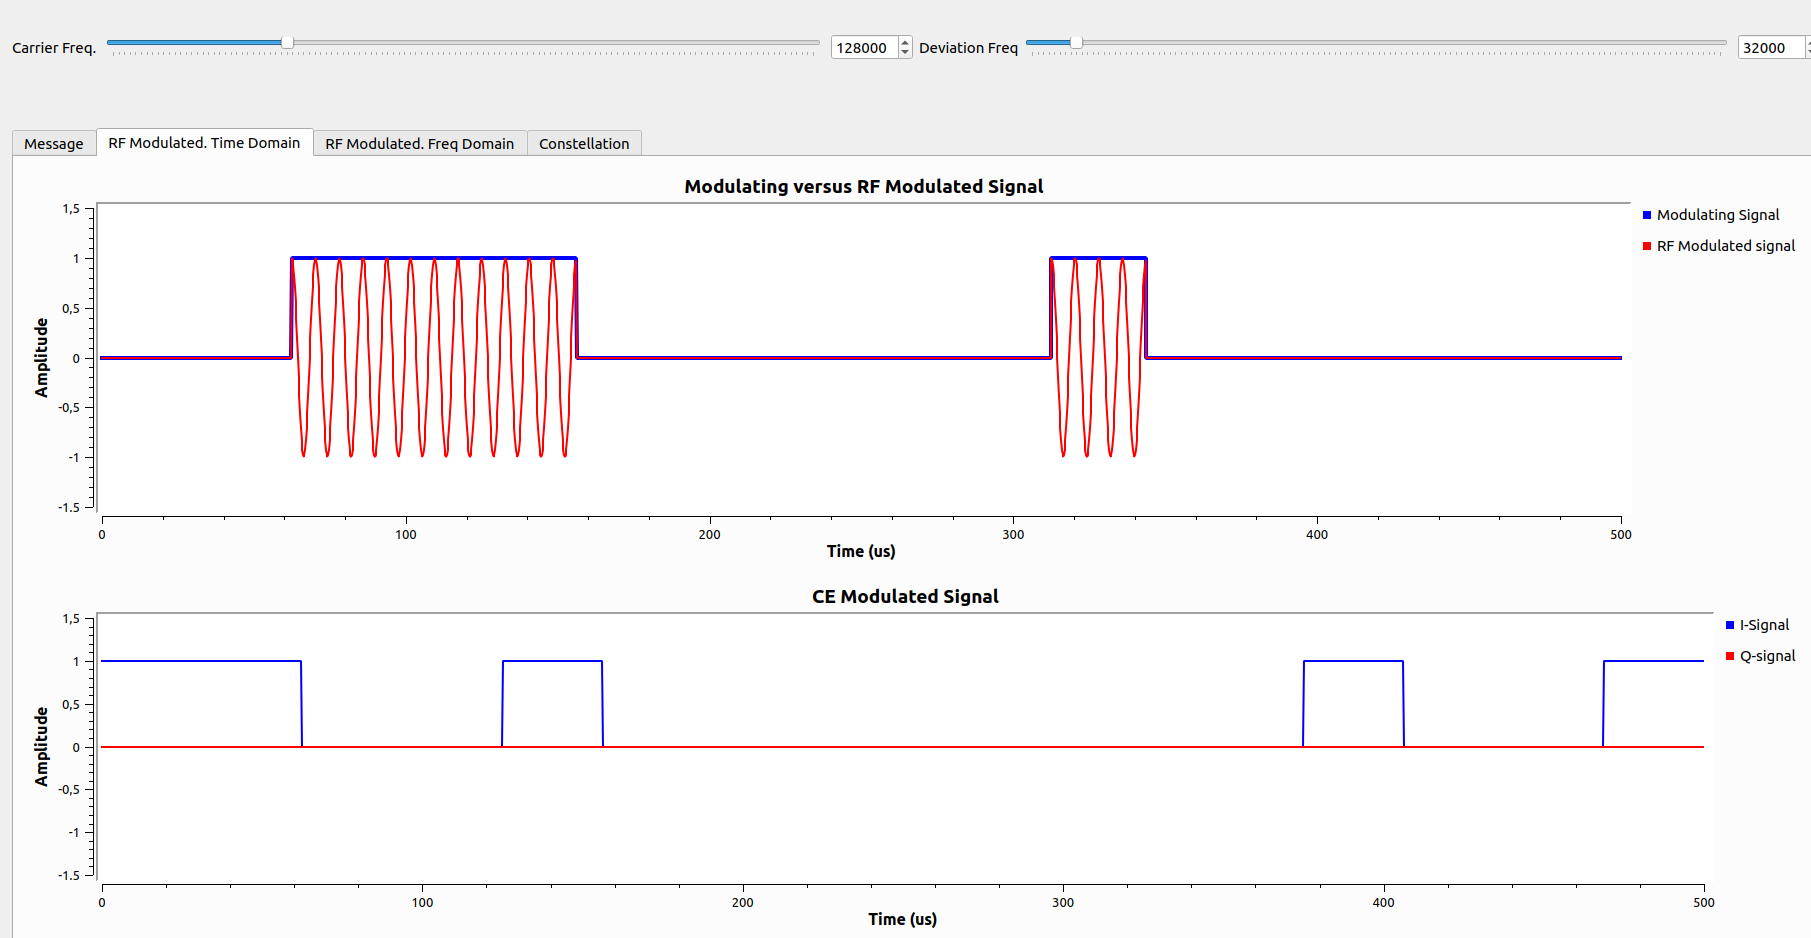 Carrier Freq. 128000 Deviation Freq 32000
Message RF Modulated. Time Domain RF Modulated. Freq Domain Constellation
Modulating versus RF Modulated Signal
1,5
1
0,5
0
-0,5
-1
-1.5
Amplitude
0 100 200 300 400 500
Time (us)
Modulating Signal
RF Modulated signal
CE Modulated Signal
1,5
1
0,5
0
-0,5
-1
-1.5
Amplitude
0 100 200 300 400 500
Time (us)
I-Signal
Q-signal